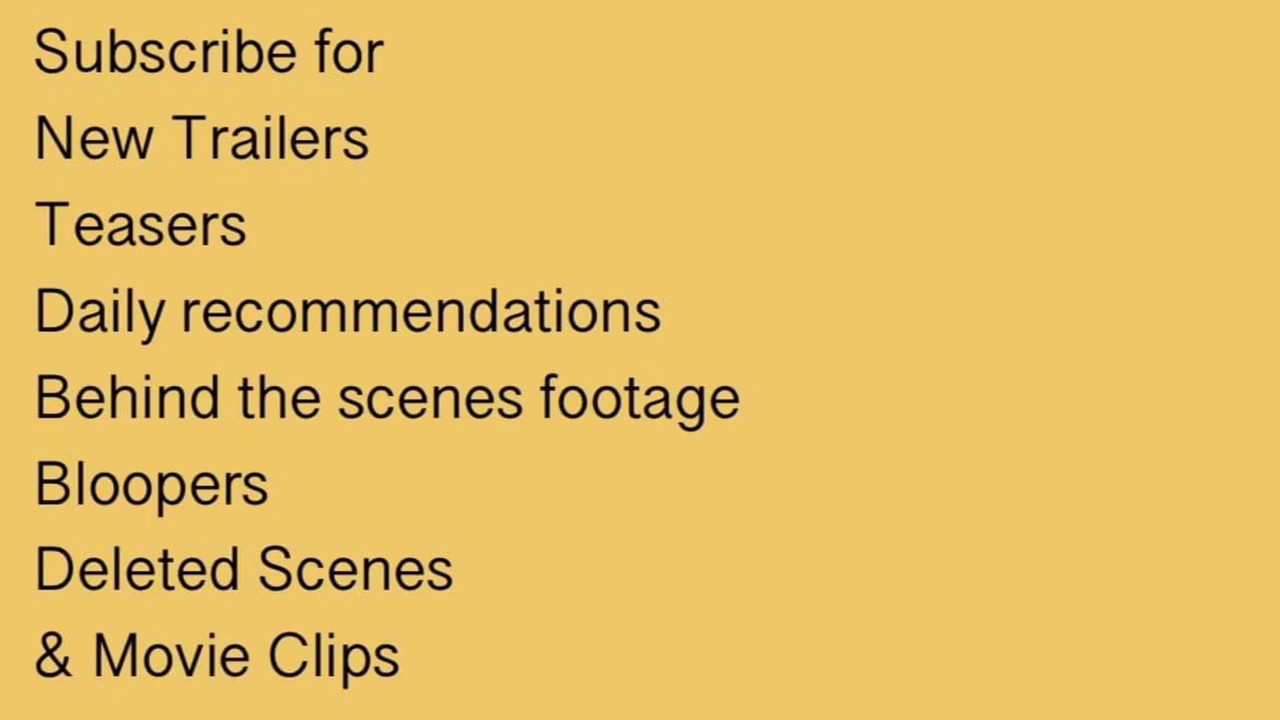 Subscribe for
New Trailers
Teasers
Daily recommendations
Behind the scenes footage
Bloopers
Deleted Scenes
& Movie Clips